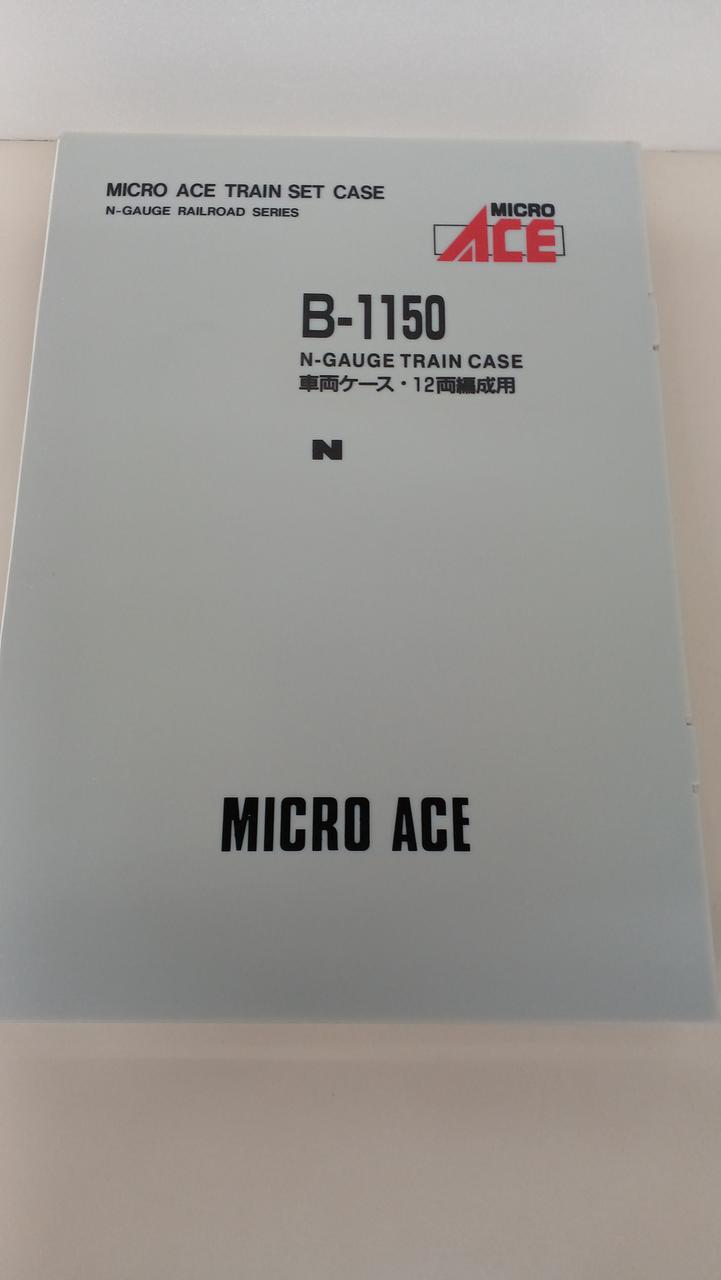 MICRO ACE TRAIN SET CASE
N-GAUGE RAILROAD SERIES
MICRO
ACE
B-1150
N-GAUGE TRAIN CASE
車両ケース・12両編成用
N
MICRO ACE